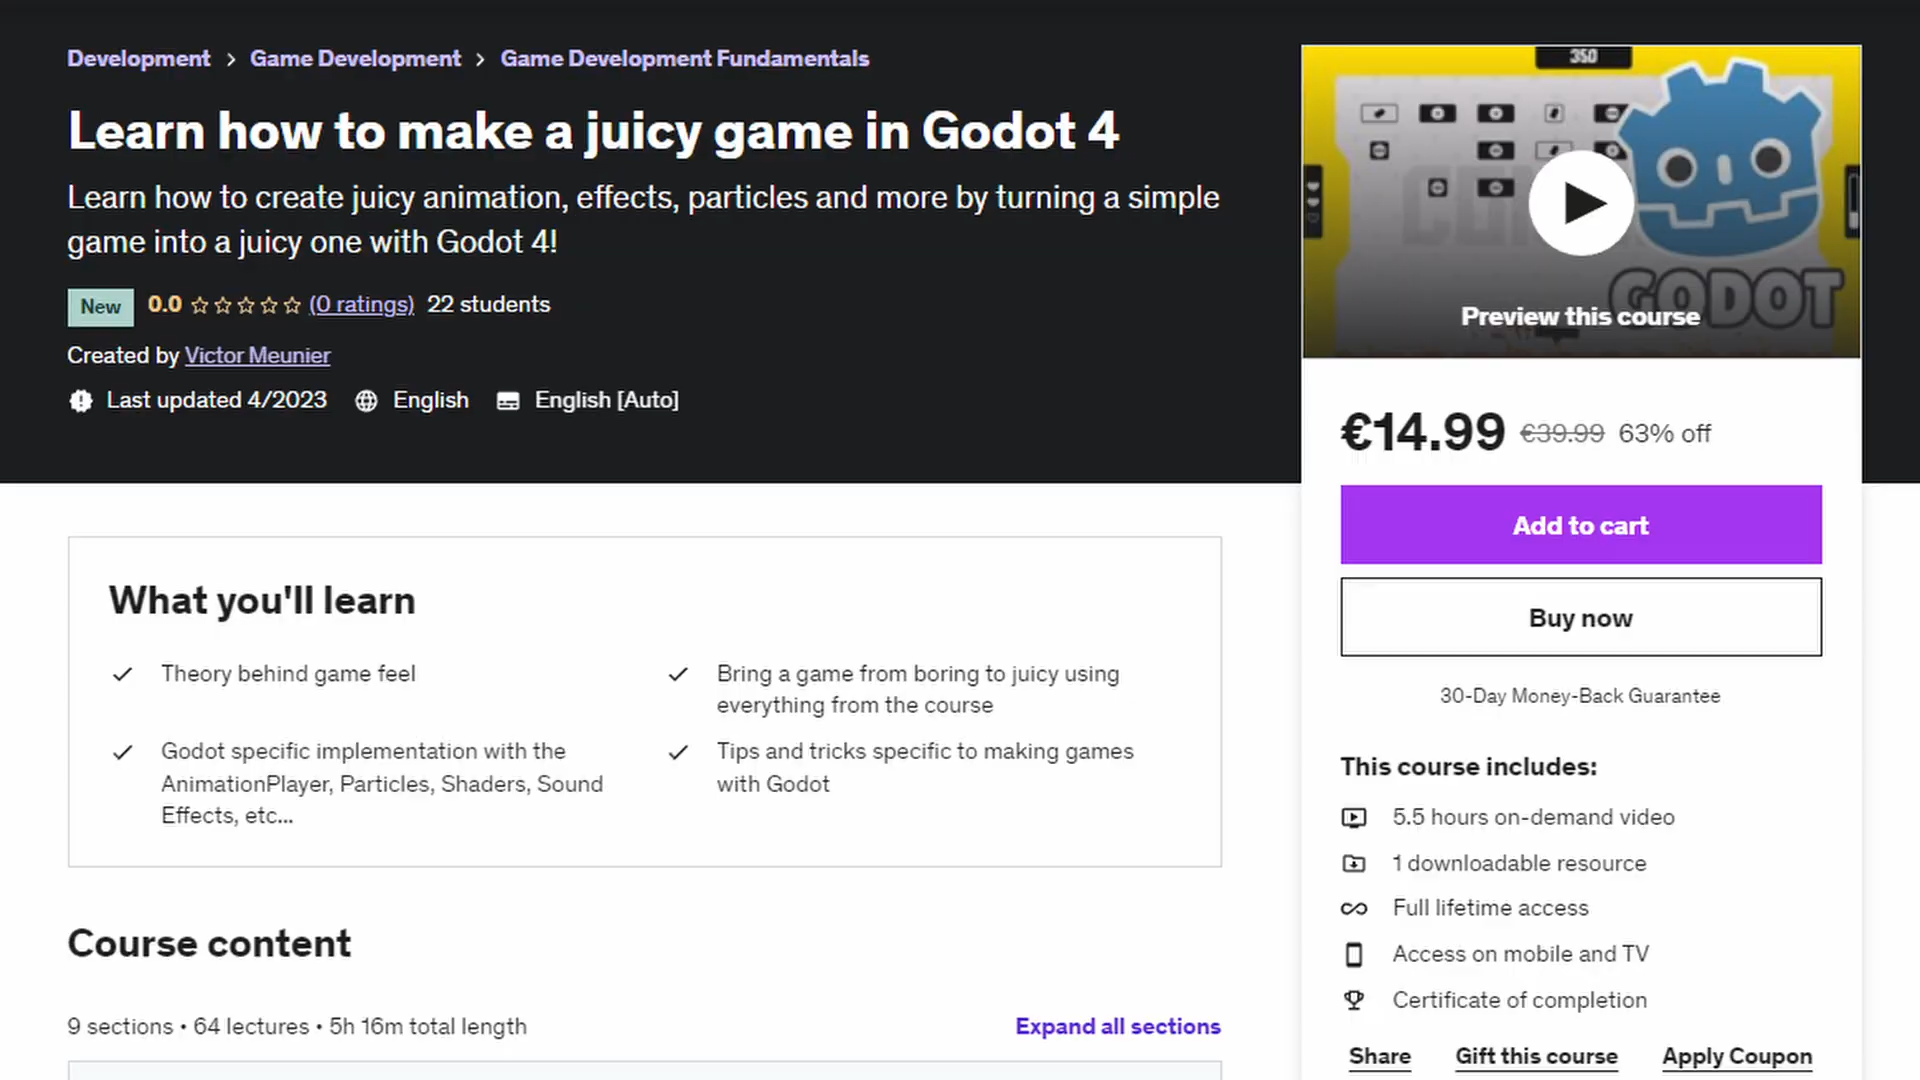 Development > Game Development > Game Development Fundamentals
Learn how to make a juicy game in Godot 4
Learn how to create juicy animation, effects, particles and more by turning a simple
game into a juicy one with Godot 4!
New 0.0 (0 ratings) 22 students
Created by Victor Meunier
Last updated 4/2023 English English [Auto]
350
GODOT
Preview this course
€14.99 €39.99 63% off
Add to cart
Buy now
30-Day Money-Back Guarantee
This course includes:
5.5 hours on-demand video
1 downloadable resource
Full lifetime access
Access on mobile and TV
Certificate of completion
Share Gift this course Apply Coupon
What you'll learn
Theory behind game feel
Bring a game from boring to juicy using
everything from the course
Godot specific implementation with the
AnimationPlayer, Particles, Shaders, Sound
Effects, etc...
Tips and tricks specific to making games
with Godot
Course content
9 sections • 64 lectures • 5h 16m total length
Expand all sections